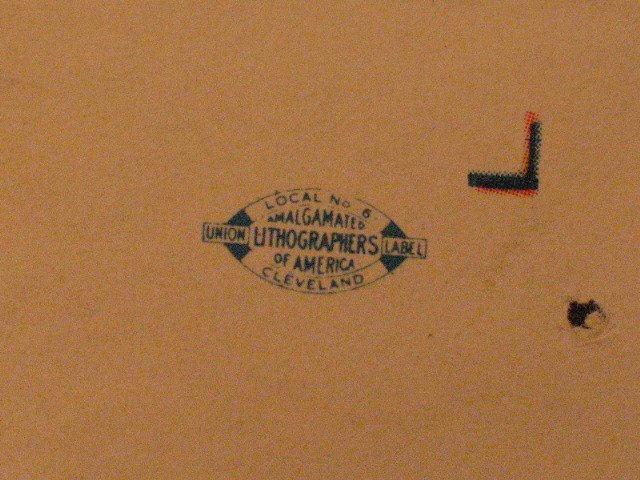 LOCAL No 6
AMALGAMATED
UNION LITHOGRAPHERS LABEL
OF AMERICA
CLEVELAND